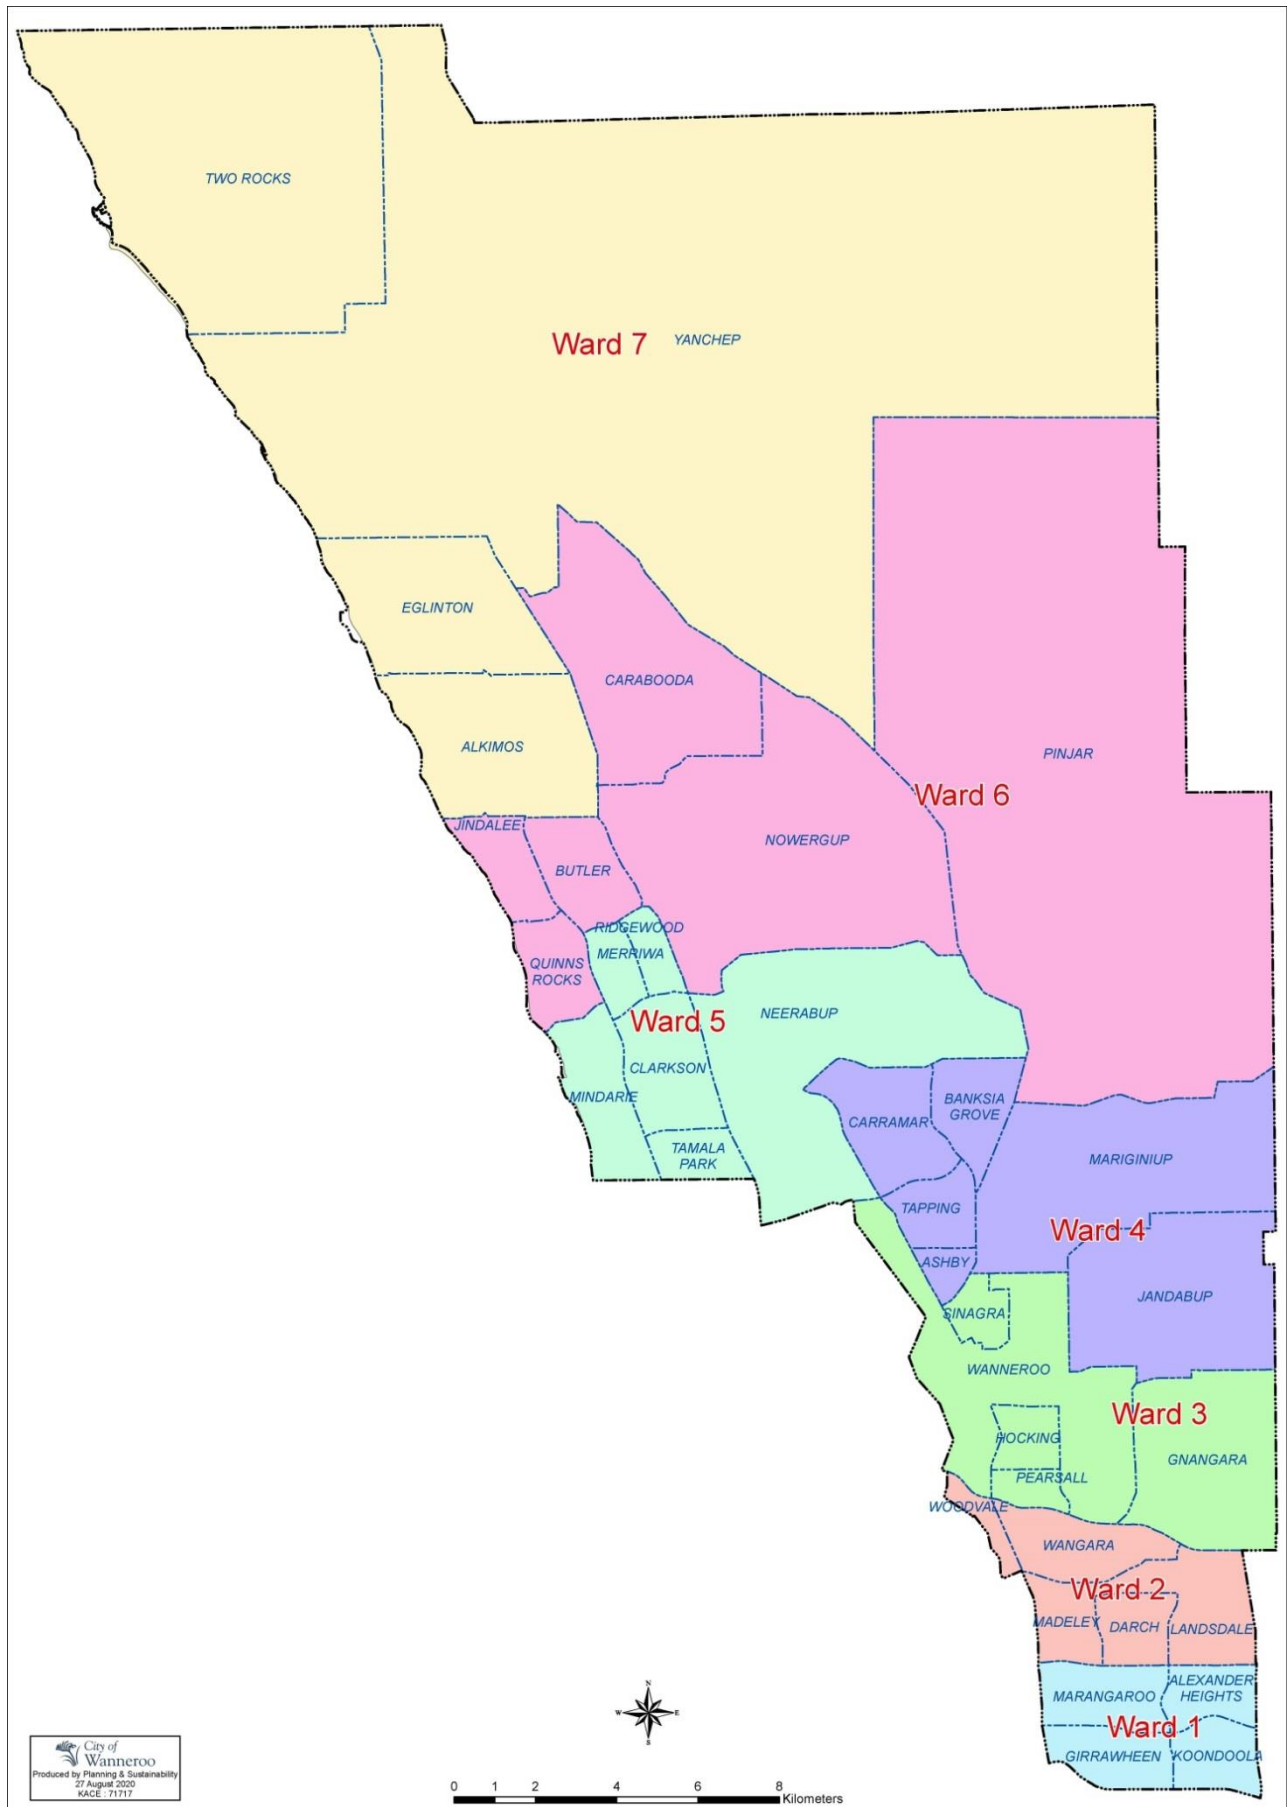 TWO ROCKS
Ward 7
YANCHEP
EGLINTON
CARABOODA
ALKIMOS
PINJAR
Ward 6
JINDALEE
NOWERGUP
BUTLER
RIDGEWOOD
MERRIWA
QUINNS
ROCKS
NEERABUP
Ward 5
CLARKSON
MINDARIE
BANKSIA
GROVE
CARRAMAR
TAMALA
PARK
MARIGINIUP
TAPPING
Ward 4
ASHBY
JANDABUP
SINAGRA
WANNEROO
Ward 3
HOCKING
GNANGARA
PEARSALL
WOODVALE
WANGARA
Ward 2
MADELEY
DARCH
LANDSDALE
MARANGAROO
ALEXANDER
HEIGHTS
Ward 1
GIRRAWHEEN
KOONDOOLA
N
W
E
S
City of
Wanneroo
Produced by Planning & Sustainability
27 August 2020
KACE : 71717
0 1 2 4 6 8
Kilometers